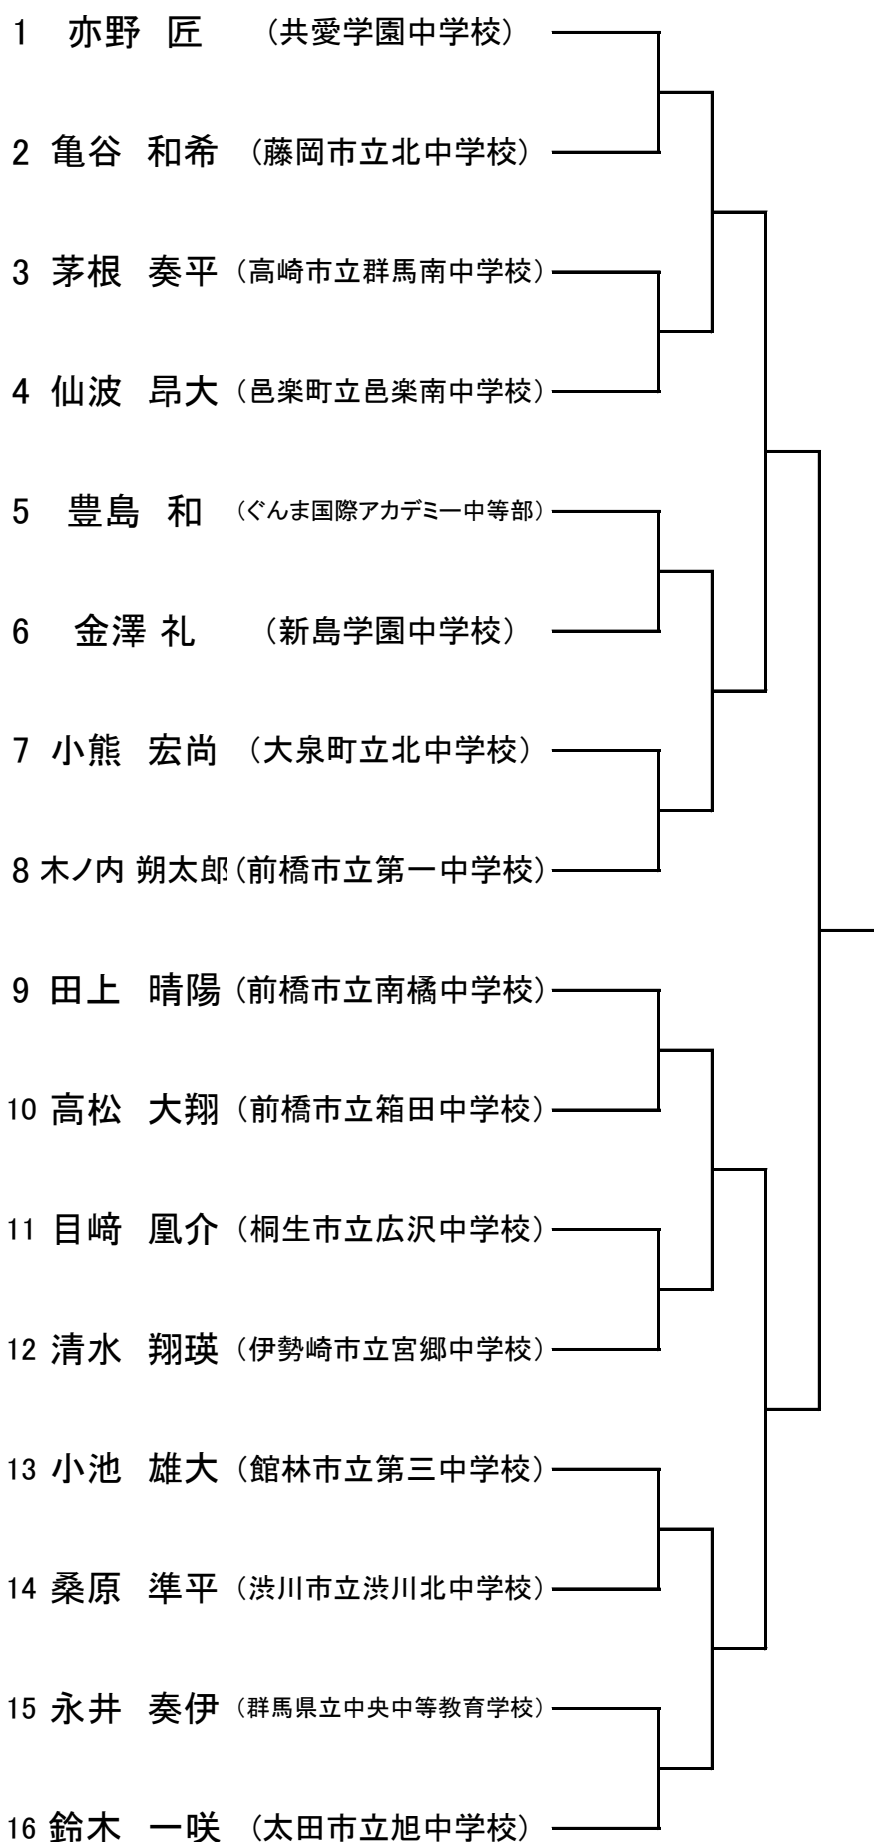 1 亦野 匠 （共愛学園中学校）
2 亀谷 和希 （藤岡市立北中学校）
3 茅根 奏平 （高崎市立群馬南中学校）
4 仙波 昂大 （邑楽町立邑楽南中学校）
5 豊島 和 （ぐんま国際アカデミー中等部）
6 金澤 礼 （新島学園中学校）
7 小熊 宏尚 （大泉町立北中学校）
8 木ノ内 朔太郎 （前橋市立第一中学校）
9 田上 晴陽 （前橋市立南橘中学校）
10 高松 大翔 （前橋市立箱田中学校）
11 目﨑 凰介 （桐生市立広沢中学校）
12 清水 翔瑛 （伊勢崎市立宮郷中学校）
13 小池 雄大 （館林市立第三中学校）
14 桑原 準平 （渋川市立渋川北中学校）
15 永井 奏伊 （群馬県立中央中等教育学校）
16 鈴木 一咲 （太田市立旭中学校）